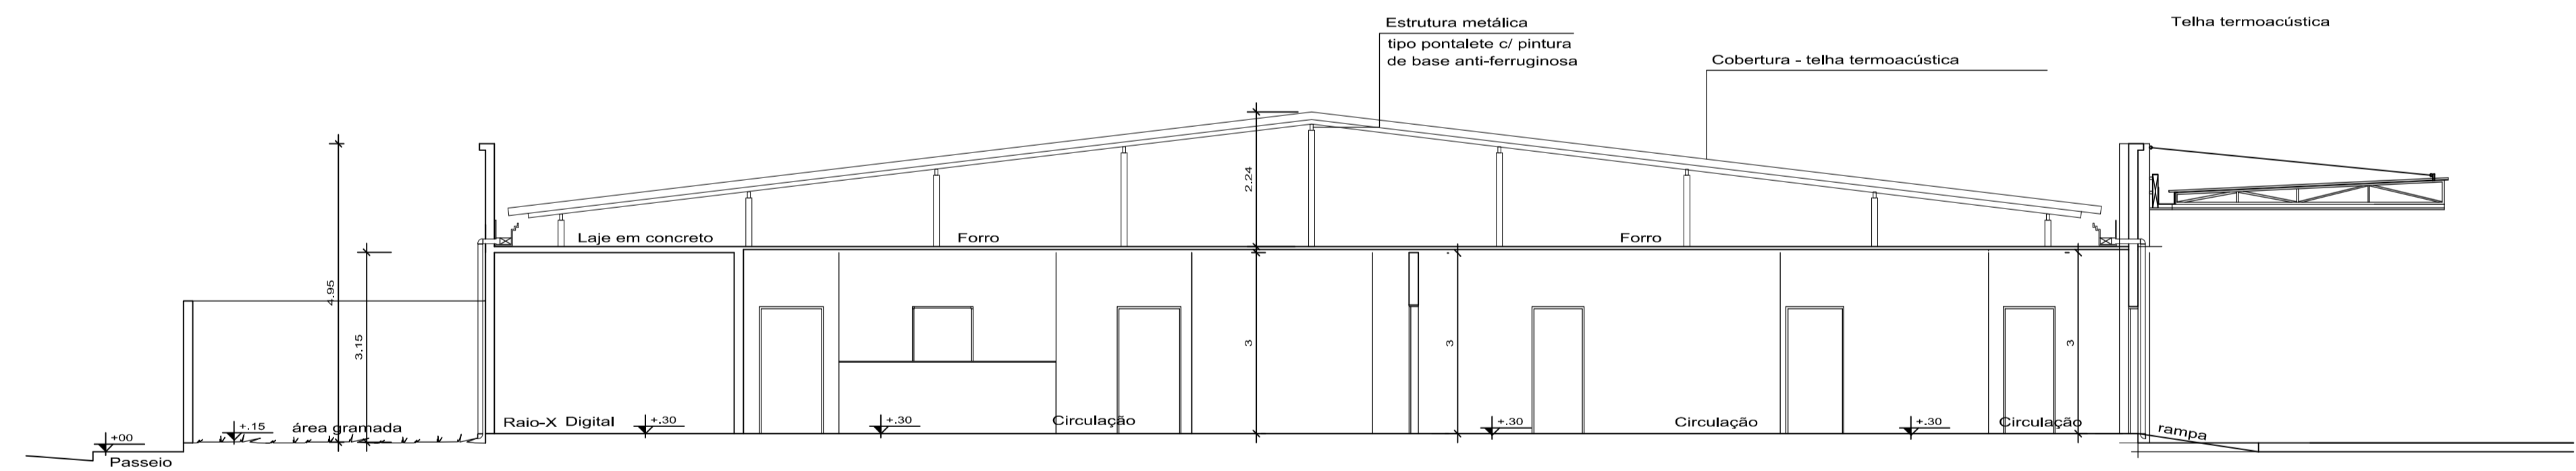 Estrutura metálica
tipo pontalete c/ pintura
de base anti-ferruginosa
Cobertura - telha termoacústica
Telha termoacústica
2.24
Laje em concreto
Forro
Forro
4.95
3.15
3
3
3
Raio-X Digital
+.30
+.30
Circulação
+.30
Circulação
+.30
Circulação
rampa
+.15
área gramada
+00
Passeio